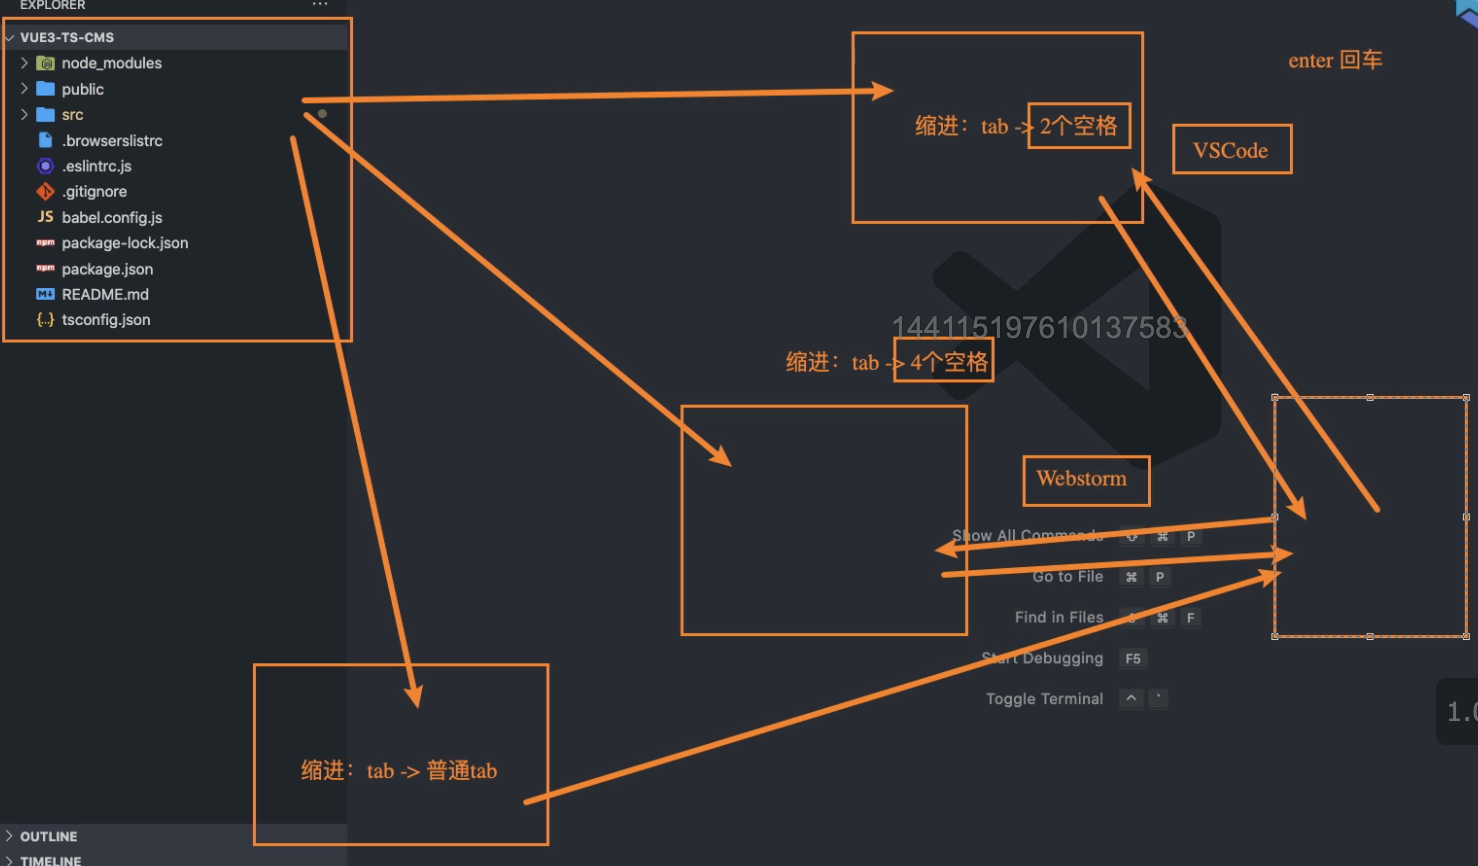 EXPLORER
VUE3-TS-CMS
node_modules
public
src
.browserslistrc
.eslintrc.js
.gitignore
JS babel.config.js
package-lock.json
package.json
README.md
{..} tsconfig.json
OUTLINE
TIMELINE
enter 回车
缩进：tab -> 2个空格
VSCode
144115197610137583
缩进：tab -> 4个空格
Webstorm
Show All Commands ⇧ ⌘ P
Go to File ⌘ P
Find in Files ⇧ ⌘ F
Start Debugging F5
Toggle Terminal ^ `
缩进：tab -> 普通tab